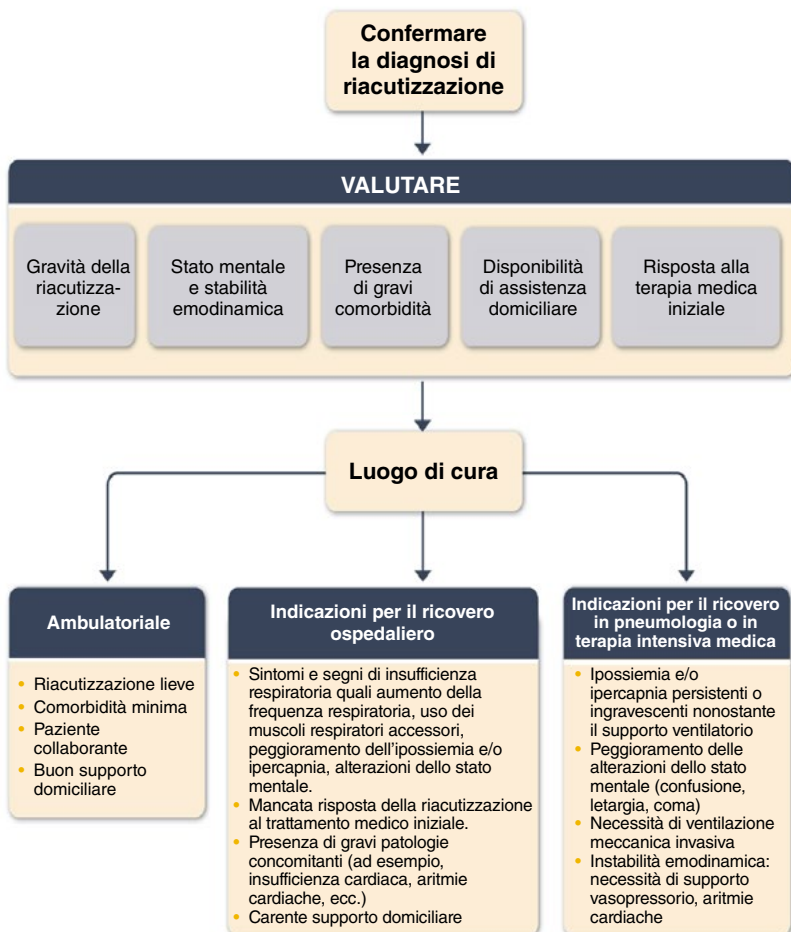 Confermare
la diagnosi di
riacutizzazione
VALUTARE
Gravità della
riacutizza-
zione
Stato mentale
e stabilità
emodinamica
Presenza
di gravi
comorbidità
Disponibilità
di assistenza
domiciliare
Risposta alla
terapia medica
iniziale
Luogo di cura
Ambulatoriale
• Riacutizzazione lieve
• Comorbidità minima
• Paziente
collaborante
• Buon supporto
domiciliare
Indicazioni per il ricovero
ospedaliero
• Sintomi e segni di insufficienza
respiratoria quali aumento della
frequenza respiratoria, uso dei
muscoli respiratori accessori,
peggioramento dell'ipossiemia e/o
ipercapnia, alterazioni dello stato
mentale.
• Mancata risposta della riacutizzazione
al trattamento medico iniziale.
• Presenza di gravi patologie
concomitanti (ad esempio,
insufficienza cardiaca, aritmie
cardiache, ecc.)
• Carente supporto domiciliare
Indicazioni per il ricovero
in pneumologia o in
terapia intensiva medica
• Ipossiemia e/o
ipercapnia persistenti o
ingravescenti nonostante
il supporto ventilatorio
• Peggioramento delle
alterazioni dello stato
mentale (confusione,
letargia, coma)
• Necessità di ventilazione
meccanica invasiva
• Instabilità emodinamica:
necessità di supporto
vasopressorio, aritmie
cardiache